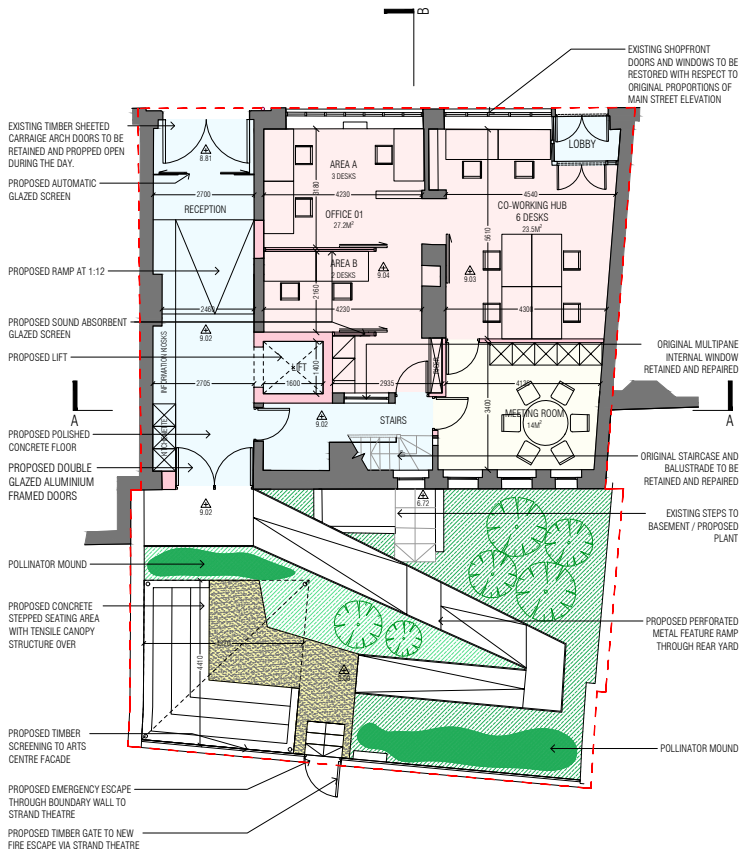 B
EXISTING SHOPFRONT
DOORS AND WINDOWS TO BE
RESTORED WITH RESPECT TO
ORIGINAL PROPORTIONS OF
MAIN STREET ELEVATION
EXISTING TIMBER SHEETED
CARRAIGE ARCH DOORS TO BE
RETAINED AND PROPPED OPEN
DURING THE DAY.
PROPOSED AUTOMATIC
GLAZED SCREEN
PROPOSED RAMP AT 1:12
PROPOSED SOUND ABSORBENT
GLAZED SCREEN
PROPOSED LIFT
A
PROPOSED POLISHED
CONCRETE FLOOR
PROPOSED DOUBLE
GLAZED ALUMINIUM
FRAMED DOORS
POLLINATOR MOUND
PROPOSED CONCRETE
STEPPED SEATING AREA
WITH TENSILE CANOPY
STRUCTURE OVER
PROPOSED TIMBER
SCREENING TO ARTS
CENTRE FACADE
PROPOSED EMERGENCY ESCAPE
THROUGH BOUNDARY WALL TO
STRAND THEATRE
PROPOSED TIMBER GATE TO NEW
FIRE ESCAPE VIA STRAND THEATRE
8.81
2700
RECEPTION
2460
9.02
INFORMATION KIOSKS
2705
9.02
AREA A
3 DESKS
3180
4230
OFFICE 01
27.2M²
AREA B
2 DESKS
9.04
2160
4230
LIFT
1400
1600
2935
9.02
STAIRS
LOBBY
4540
CO-WORKING HUB
6 DESKS
23.5M²
5610
9.03
4300
3400
MEETING ROOM
14M²
6.72
4410
ORIGINAL MULTIPANE
INTERNAL WINDOW
RETAINED AND REPAIRED
A
ORIGINAL STAIRCASE AND
BALUSTRADE TO BE
RETAINED AND REPAIRED
EXISTING STEPS TO
BASEMENT / PROPOSED
PLANT
PROPOSED PERFORATED
METAL FEATURE RAMP
THROUGH REAR YARD
POLLINATOR MOUND